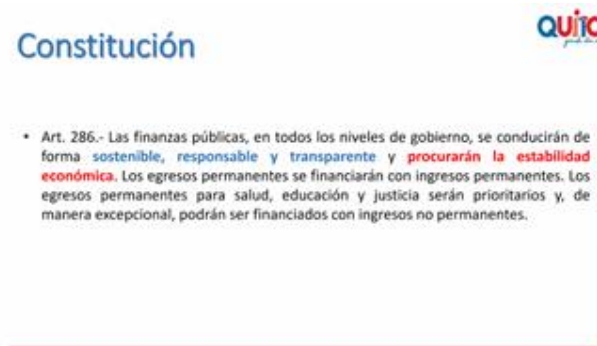 QUITO
Constitución
• Art. 286.- Las finanzas públicas, en todos los niveles de gobierno, se conducirán de
forma sostenible, responsable y transparente y procurarán la estabilidad
económica. Los egresos permanentes se financiarán con ingresos permanentes. Los
egresos permanentes para salud, educación y justicia serán prioritarios y, de
manera excepcional, podrán ser financiados con ingresos no permanentes.